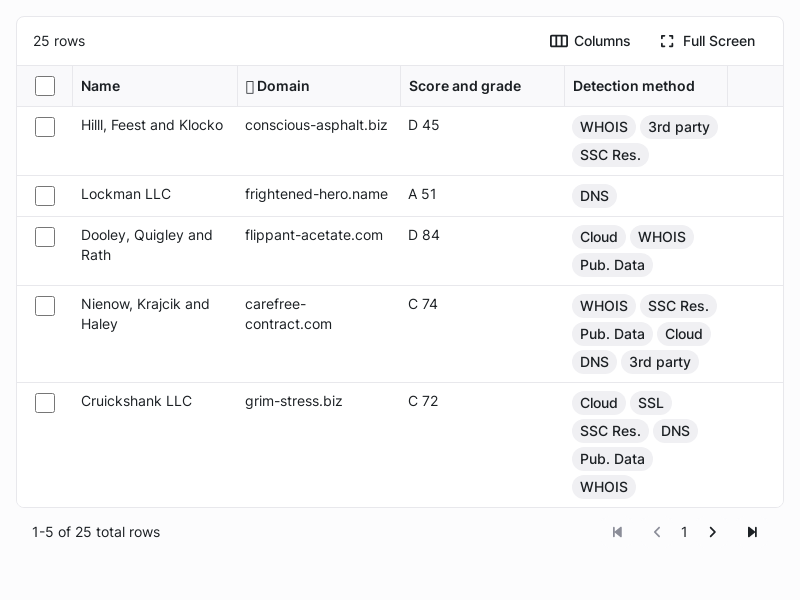 25 rows
Columns
Full Screen
Name
Domain
Score and grade
Detection method
Hilll, Feest and Klocko
conscious-asphalt.biz
D 45
WHOIS
3rd party
SSC Res.
Lockman LLC
frightened-hero.name
A 51
DNS
Dooley, Quigley and
Rath
flippant-acetate.com
D 84
Cloud
WHOIS
Pub. Data
Nienow, Krajcik and
Haley
carefree-
contract.com
C 74
WHOIS
SSC Res.
Pub. Data
Cloud
DNS
3rd party
Cruickshank LLC
grim-stress.biz
C 72
Cloud
SSL
SSC Res.
DNS
Pub. Data
WHOIS
1-5 of 25 total rows
1